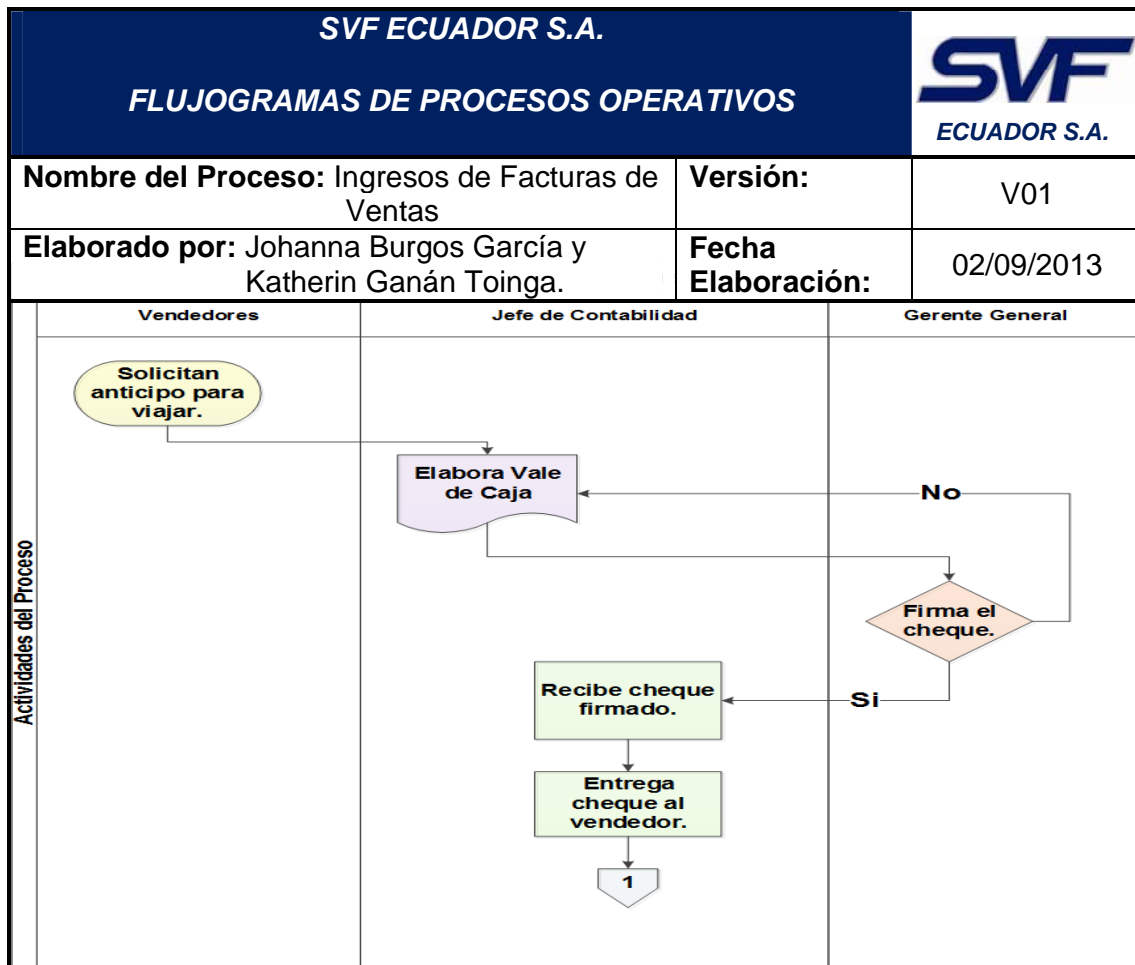 SVF ECUADOR S.A.
FLUJOGRAMAS DE PROCESOS OPERATIVOS
SVF
ECUADOR S.A.
Nombre del Proceso: Ingresos de Facturas de
Ventas
Versión:
V01
Elaborado por: Johanna Burgos García y
Katherin Ganán Toinga.
Fecha
Elaboración:
02/09/2013
Vendedores
Jefe de Contabilidad
Gerente General
Actividades del Proceso
Solicitan
anticipo para
viajar.
Elabora Vale
de Caja
No
Firma el
cheque.
Si
Recibe cheque
firmado.
Entrega
cheque al
vendedor.
1